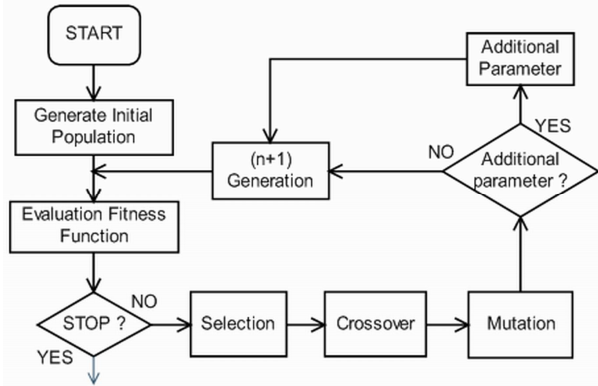 START
Generate Initial
Population
Evaluation Fitness
Function
STOP ?
NO
YES
Selection
Crossover
Mutation
Additional
parameter ?
YES
NO
Additional
Parameter
(n+1)
Generation